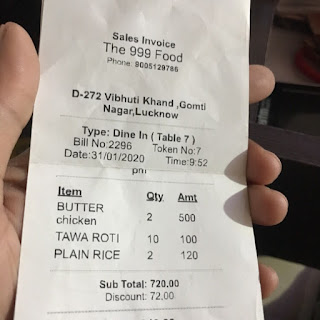 Sales Invoice
The 999 Food
Phone: 9005129786
D-272 Vibhuti Khand ,Gomti
Nagar,Lucknow
Type: Dine In ( Table 7 )
Bill No:2296 Token No:7
Date:31/01/2020 Time:9:52
pm
Item Qty Amt
BUTTER
chicken 2 500
TAWA ROTI 10 100
PLAIN RICE 2 120
Sub Total: 720.00
Discount: 72.00